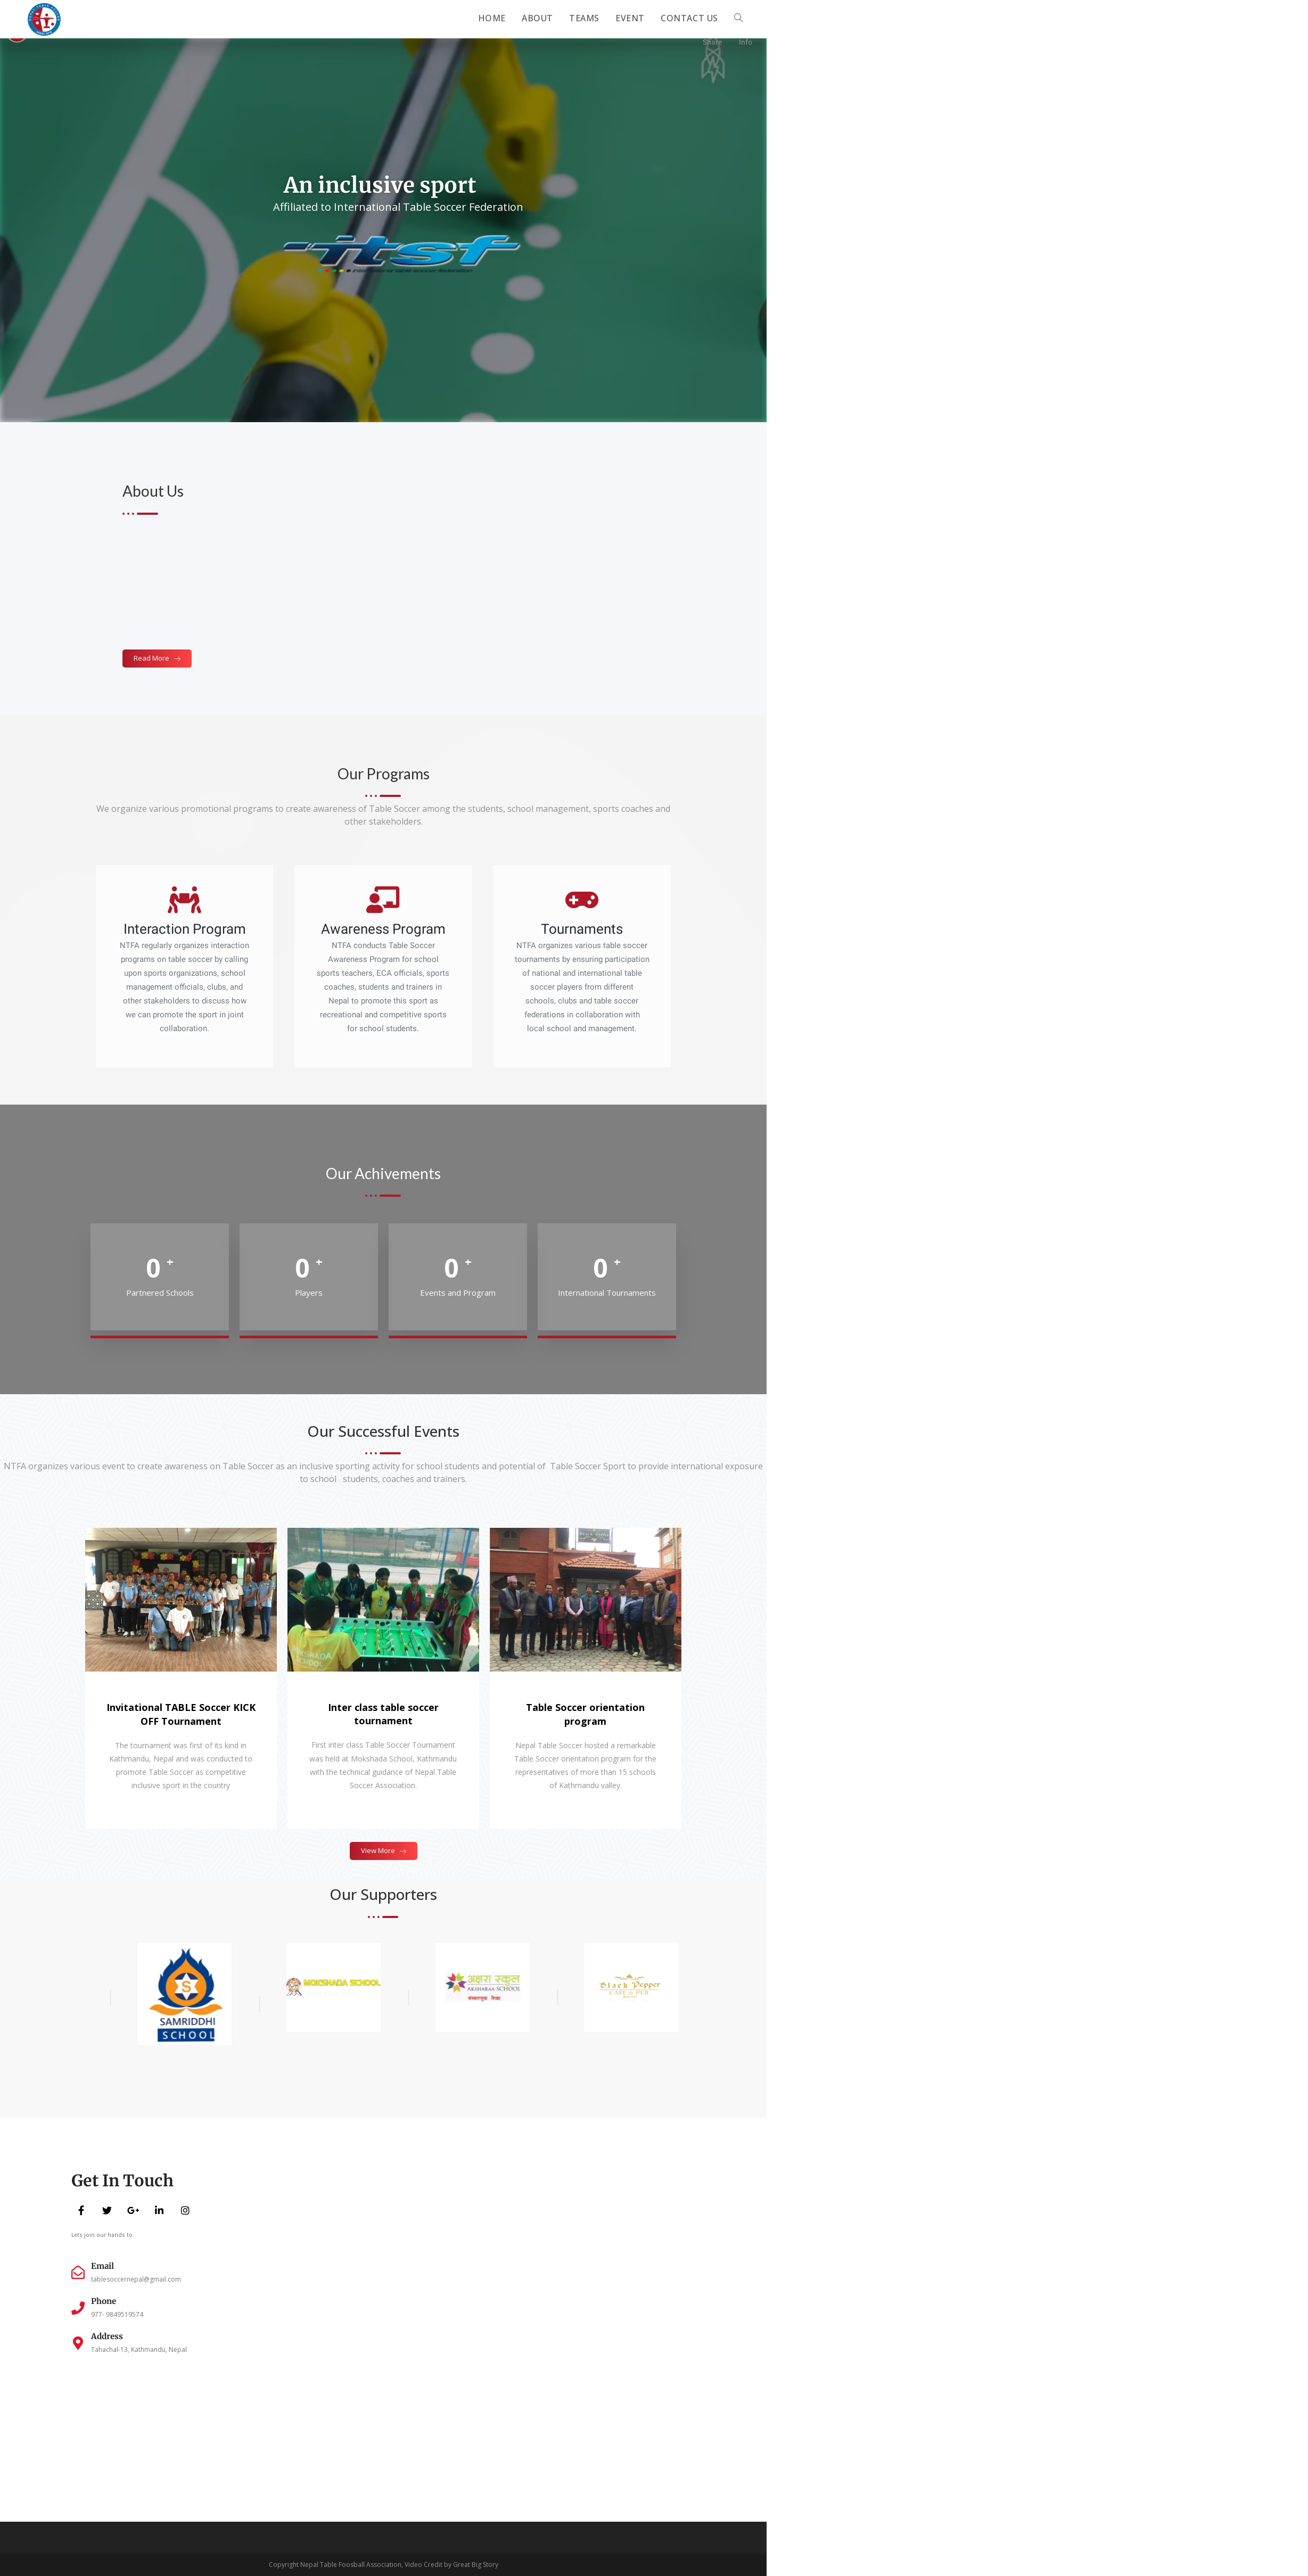 HOME ABOUT TEAMS EVENT CONTACT US
Share Info
An inclusive sport
Affiliated to International Table Soccer Federation
itsf
international table soccer federation
About Us
Read More
Our Programs
We organize various promotional programs to create awareness of Table Soccer among the students, school management, sports coaches and
other stakeholders.
Interaction Program
NTFA regularly organizes interaction
programs on table soccer by calling
upon sports organizations, school
management officials, clubs, and
other stakeholders to discuss how
we can promote the sport in joint
collaboration.
Awareness Program
NTFA conducts Table Soccer
Awareness Program for school
sports teachers, ECA officials, sports
coaches, students and trainers in
Nepal to promote this sport as
recreational and competitive sports
for school students.
Tournaments
NTFA organizes various table soccer
tournaments by ensuring participation
of national and international table
soccer players from different
schools, clubs and table soccer
federations in collaboration with
local school and management.
Our Achivements
0 +
Partnered Schools
0 +
Players
0 +
Events and Program
0 +
International Tournaments
Our Successful Events
NTFA organizes various event to create awareness on Table Soccer as an inclusive sporting activity for school students and potential of Table Soccer Sport to provide international exposure
to school students, coaches and trainers.
MOKSHADA
SCHOOL
Invitational TABLE Soccer KICK
OFF Tournament
The tournament was first of its kind in
Kathmandu, Nepal and was conducted to
promote Table Soccer as competitive
inclusive sport in the country
Inter class table soccer
tournament
First inter class Table Soccer Tournament
was held at Mokshada School, Kathmandu
with the technical guidance of Nepal Table
Soccer Association.
Table Soccer orientation
program
Nepal Table Soccer hosted a remarkable
Table Soccer orientation program for the
representatives of more than 15 schools
of Kathmandu valley.
View More
Our Supporters
S
SAMRIDDHI
SCHOOL
MOKSHADA SCHOOL
अक्षरा स्कुल
AKSHARAA SCHOOL
Black Pepper
CAFE & PUB
Get In Touch
Lets join our hands to
Email
tablesoccernepal@gmail.com
Phone
977- 9849519574
Address
Tahachal-13, Kathmandu, Nepal
Copyright Nepal Table Foosball Association, Video Credit by Great Big Story